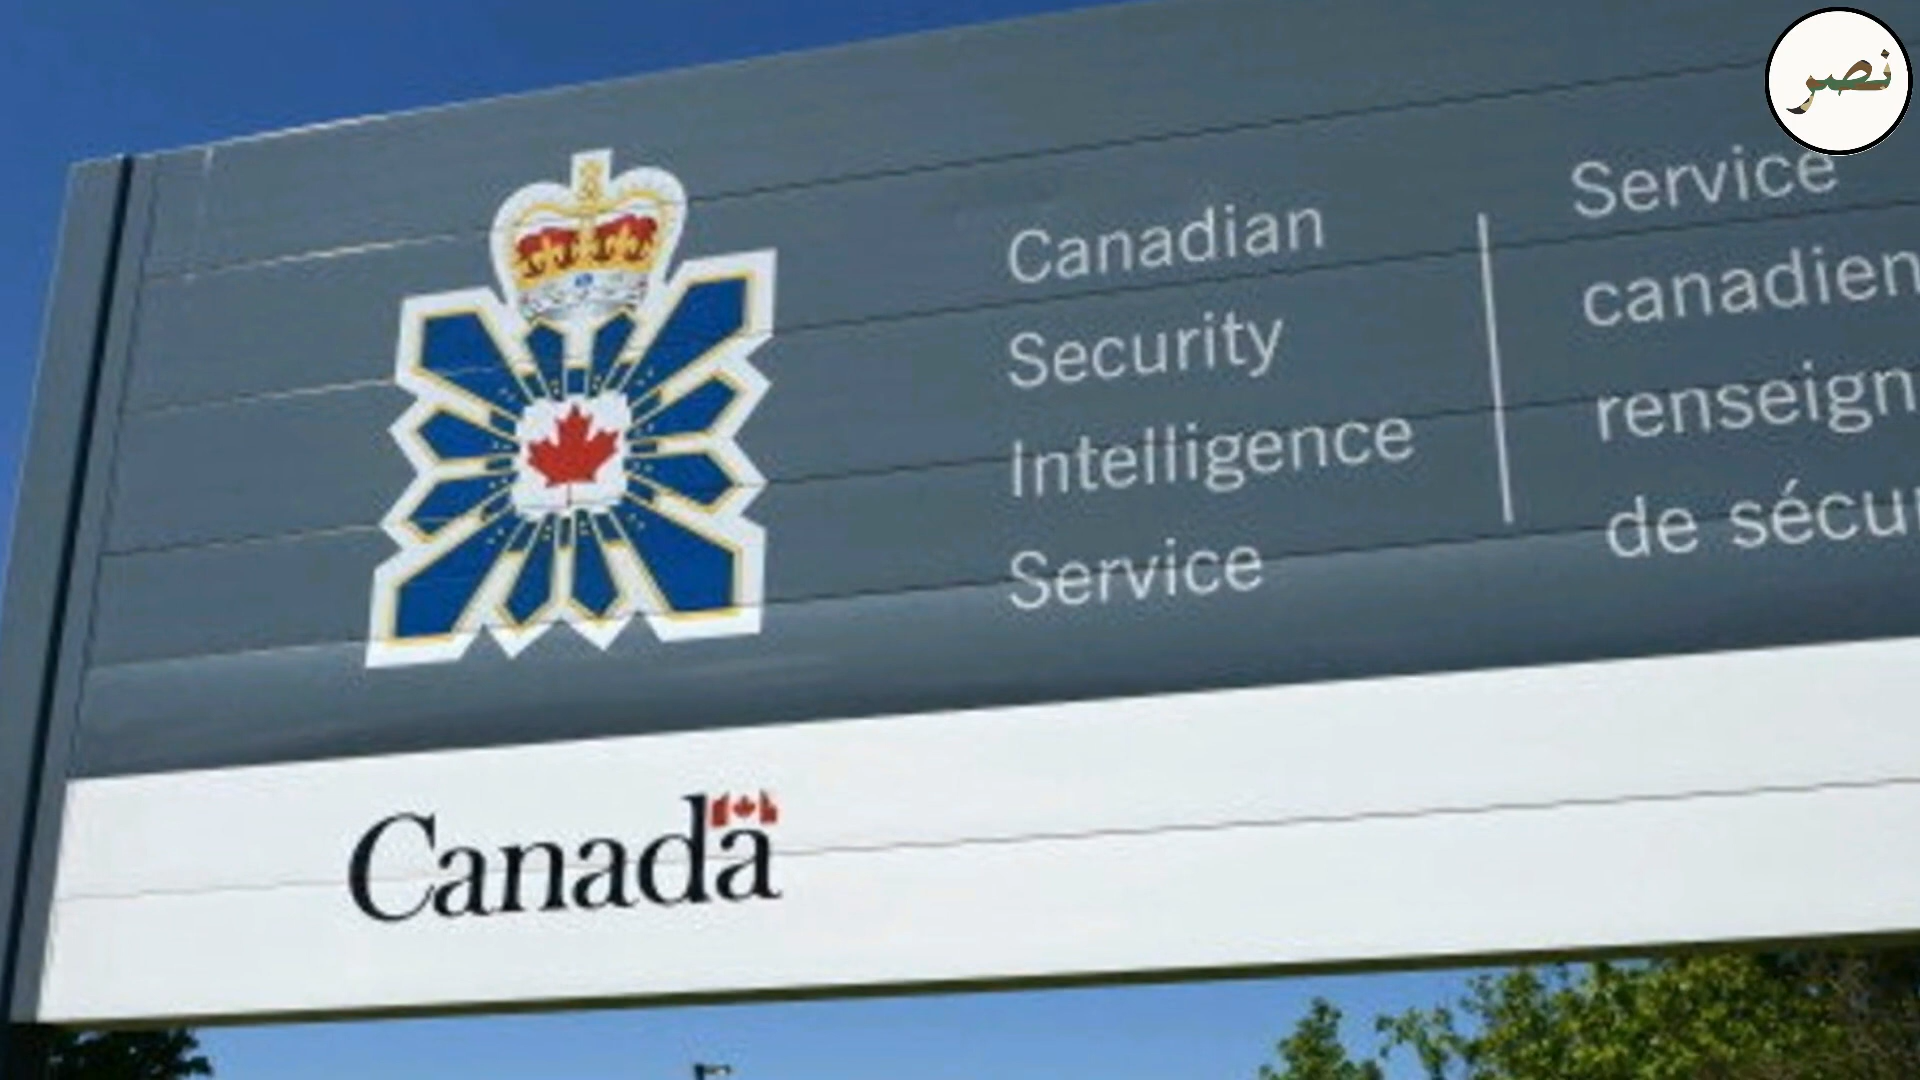 نصر
Canadian
Security
Intelligence
Service
Service
canadien
renseign
de sécu
Canada